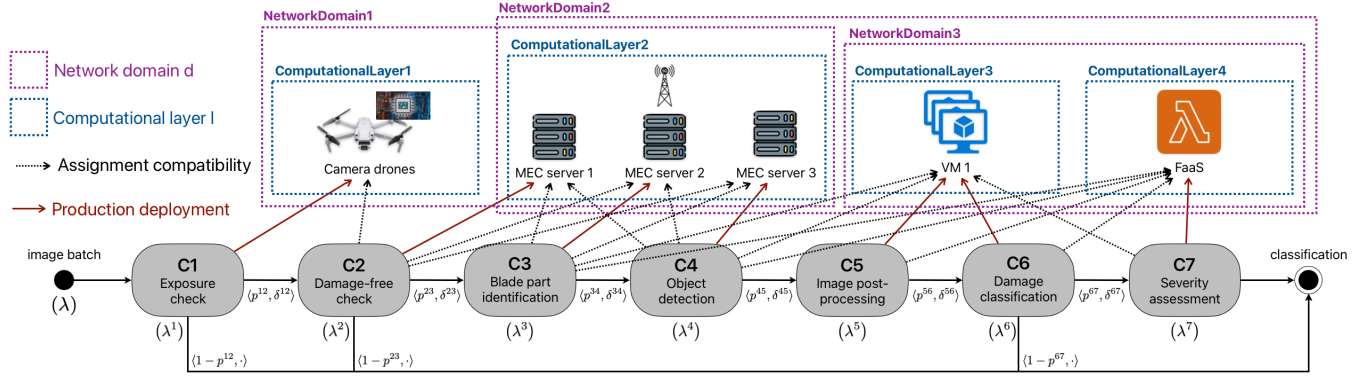 NetworkDomain1
NetworkDomain2
NetworkDomain3
ComputationalLayer2
ComputationalLayer1
ComputationalLayer3
ComputationalLayer4
Network domain d
Computational layer l
Assignment compatibility
Production deployment
Camera drones
MEC server 1
MEC server 2
MEC server 3
VM 1
λ
FaaS
image batch
(λ)
C1
Exposure
check
(λ¹)
⟨p¹², δ¹²⟩
C2
Damage-free
check
(λ²)
⟨p²³, δ²³⟩
C3
Blade part
identification
(λ³)
⟨p³⁴, δ³⁴⟩
C4
Object
detection
(λ⁴)
⟨p⁴⁵, δ⁴⁵⟩
C5
Image post-
processing
(λ⁵)
⟨p⁵⁶, δ⁵⁶⟩
C6
Damage
classification
(λ⁶)
⟨p⁶⁷, δ⁶⁷⟩
C7
Severity
assessment
(λ⁷)
classification
⟨1 − p¹², ·⟩
⟨1 − p²³, ·⟩
⟨1 − p⁶⁷, ·⟩